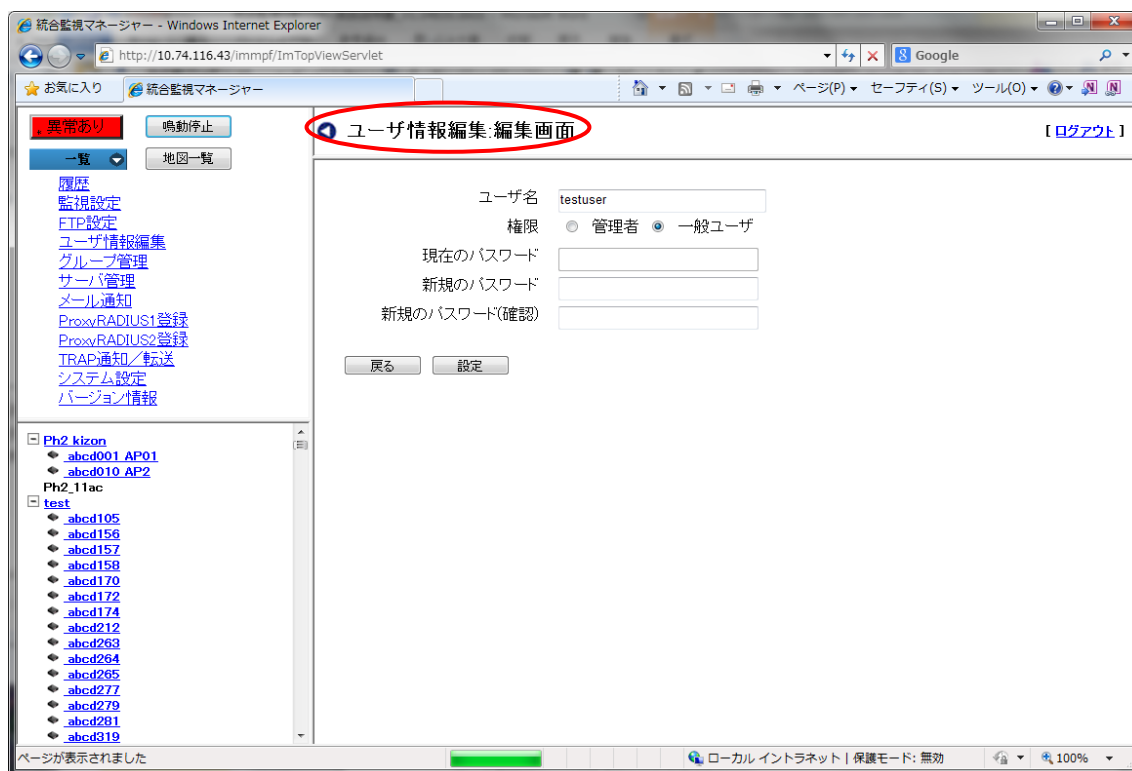 統合監視マネージャー - Windows Internet Explorer
http://10.74.116.43/immpf/ImTopViewServlet
Google
お気に入り
統合監視マネージャー
ページ(P)
セーフティ(S)
ツール(O)
異常あり
鳴動停止
一覧
地図一覧
履歴
監視設定
FTP設定
ユーザ情報編集
グループ管理
サーバ管理
メール通知
ProxyRADIUS1登録
ProxyRADIUS2登録
TRAP通知/転送
システム設定
バージョン情報
Ph2 kizon
abcd001 AP01
abcd010 AP2
Ph2_11ac
test
abcd105
abcd156
abcd157
abcd158
abcd170
abcd172
abcd174
abcd212
abcd263
abcd264
abcd265
abcd277
abcd279
abcd281
abcd319
ユーザ情報編集:編集画面
[ ログアウト ]
ユーザ名 testuser
権限 管理者 一般ユーザ
現在のパスワード
新規のパスワード
新規のパスワード(確認)
戻る 設定
ページが表示されました
ローカル イントラネット | 保護モード: 無効
100%